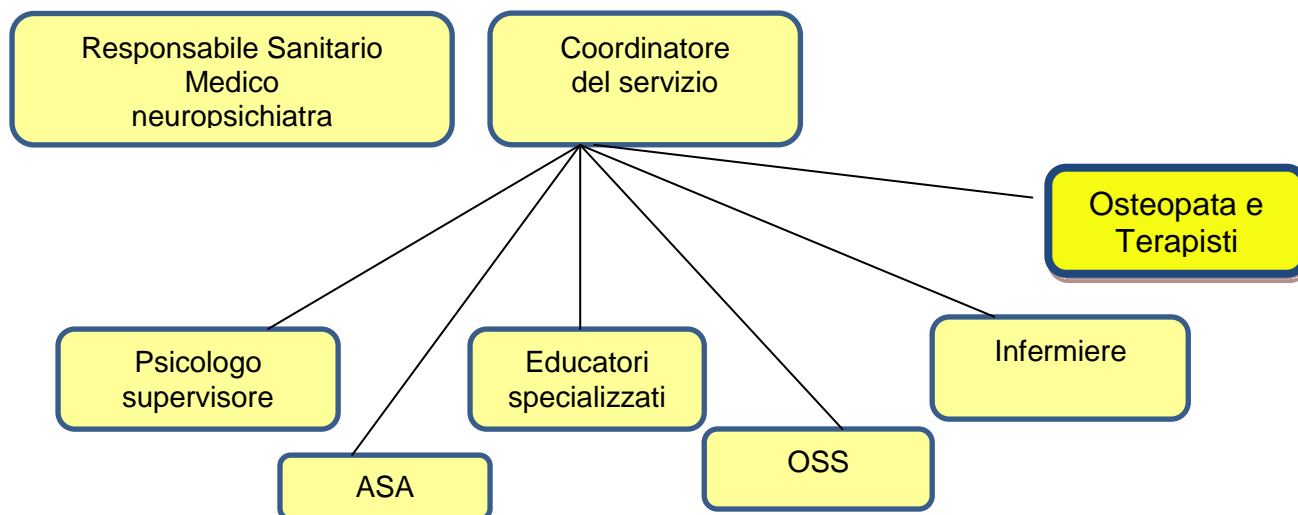 Responsabile Sanitario
Medico
neuropsichiatra
Coordinatore
del servizio
Osteopata e
Terapisti
Psicologo
supervisore
Educatori
specializzati
Infermiere
ASA
OSS